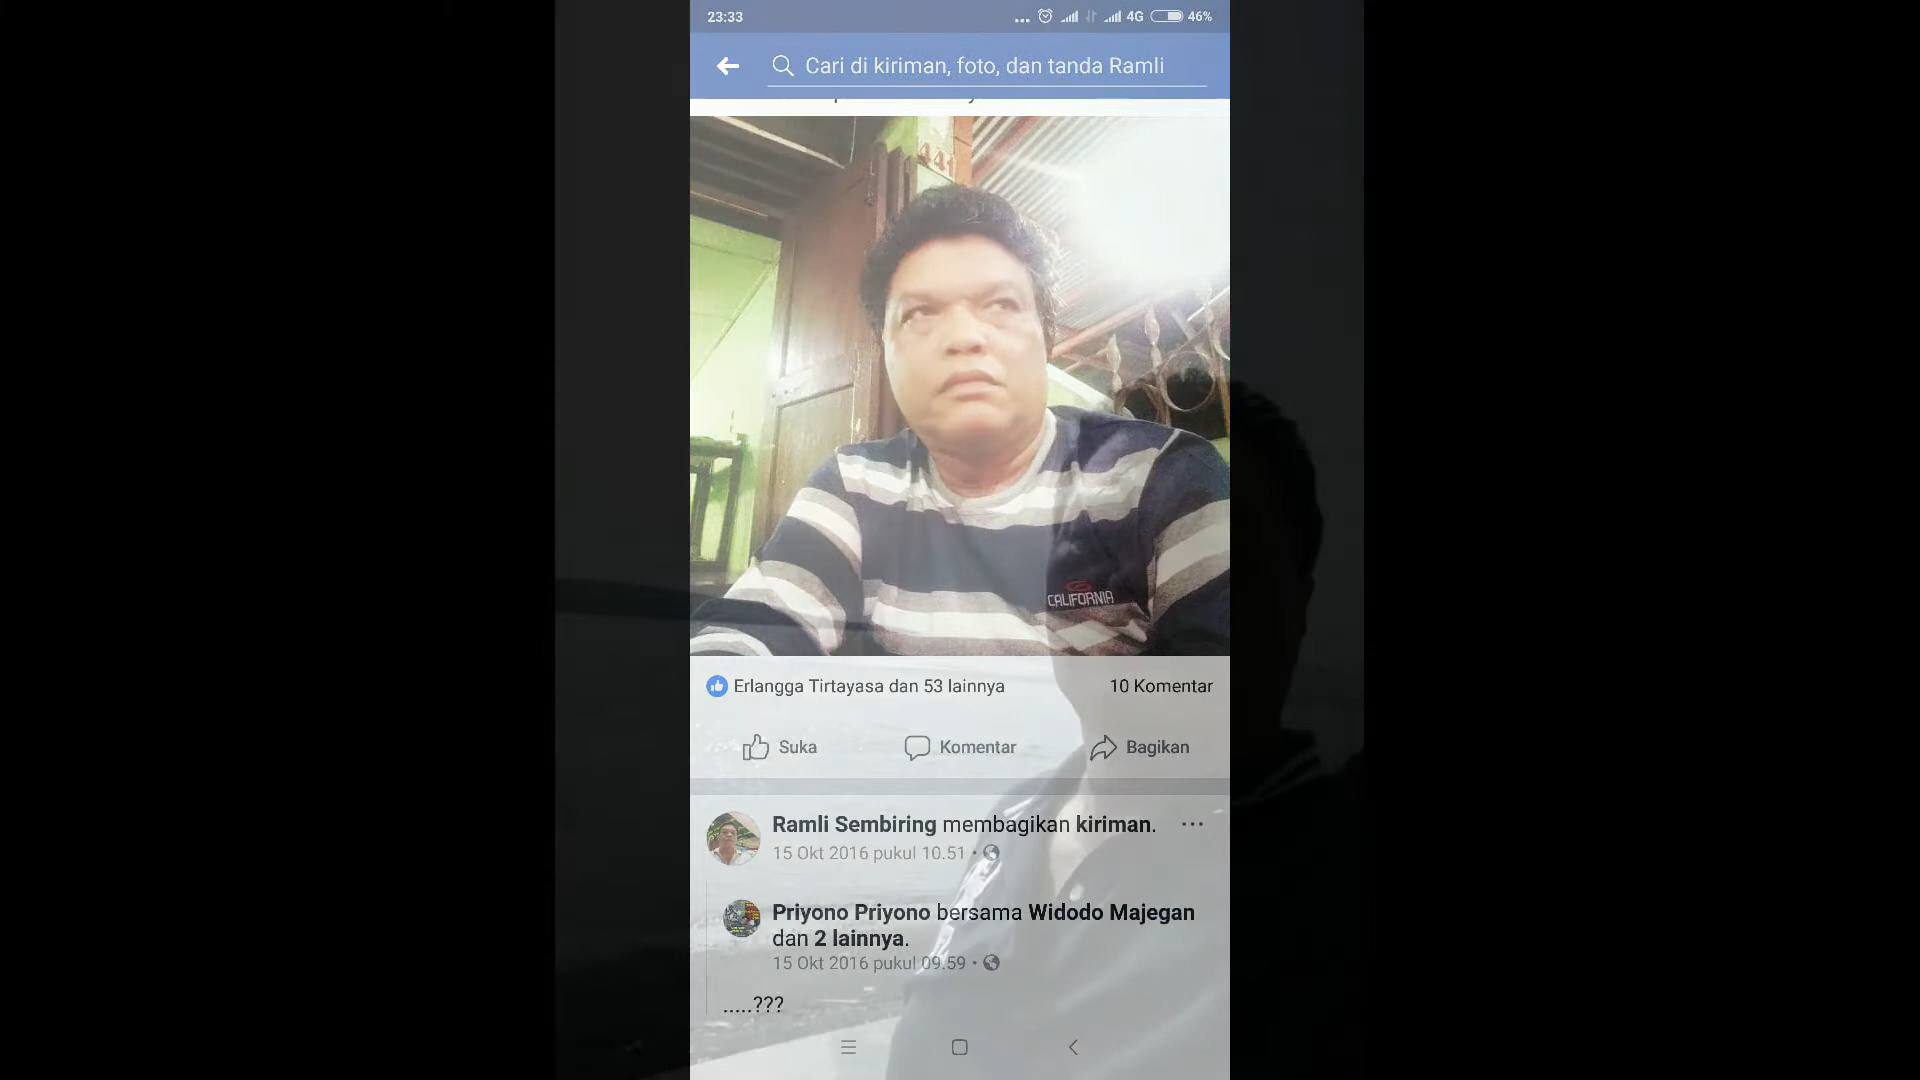 23:33 ... 4G 46%
Cari di kiriman, foto, dan tanda Ramli
441
CALIFORNIA
Erlangga Tirtayasa dan 53 lainnya 10 Komentar
Suka Komentar Bagikan
Ramli Sembiring membagikan kiriman. ...
15 Okt 2016 pukul 10.51 •
Priyono Priyono bersama Widodo Majegan
dan 2 lainnya.
15 Okt 2016 pukul 09.59 •
.....???